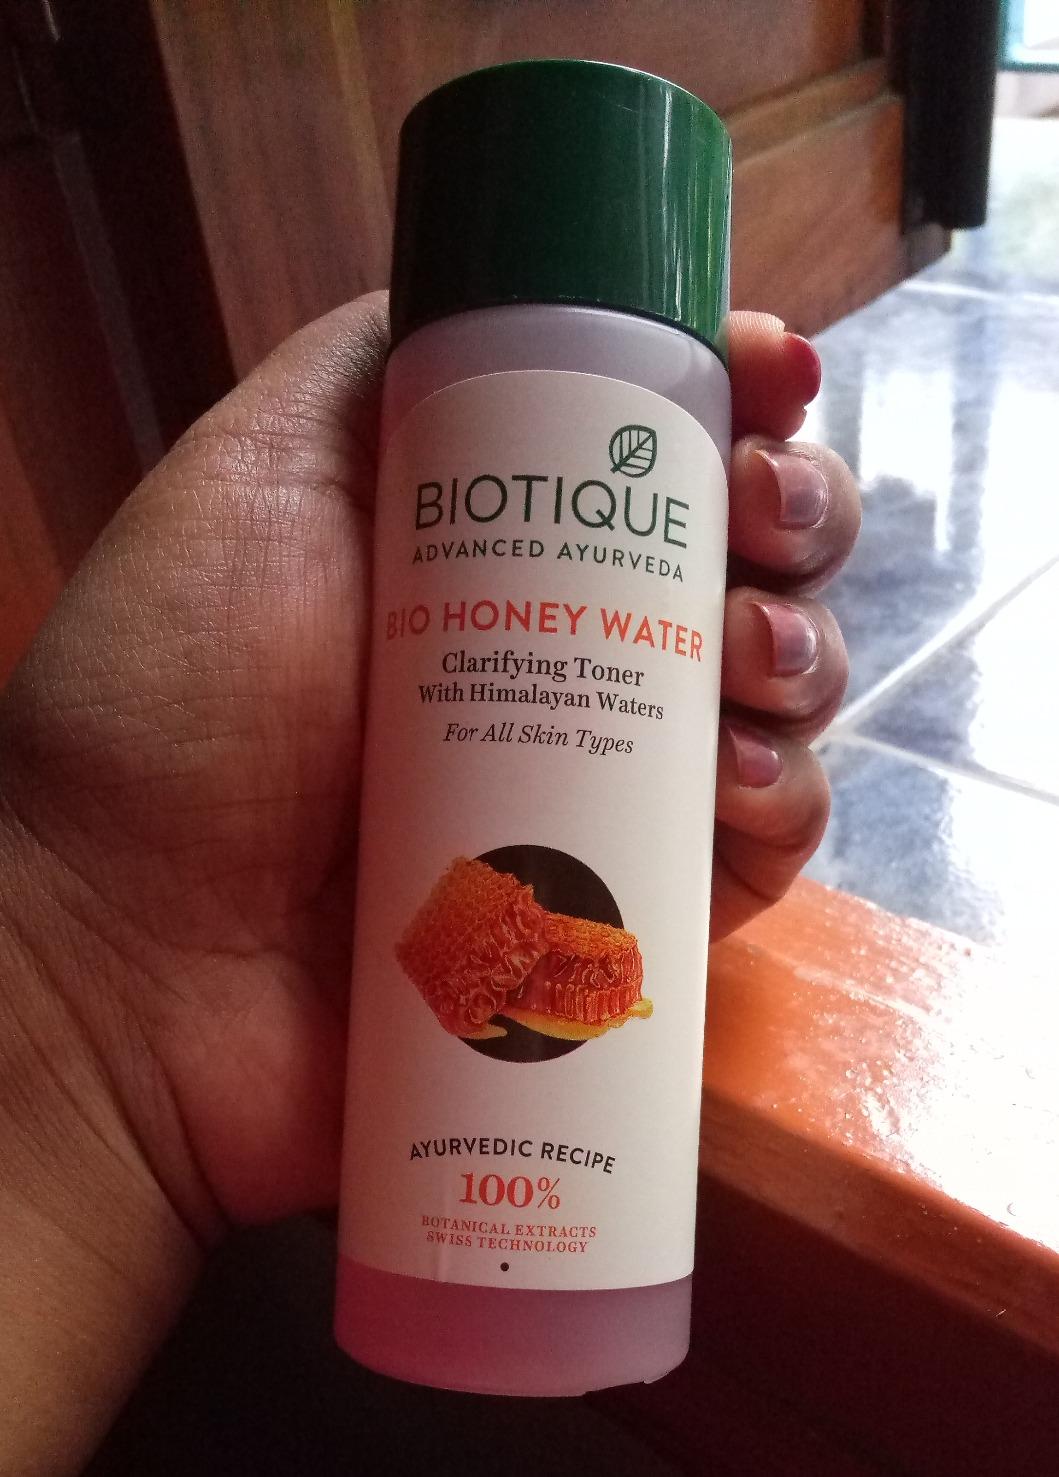 BIOTIQUE
ADVANCED AYURVEDA
BIO HONEY WATER
Clarifying Toner
With Himalayan Waters
For All Skin Types
AYURVEDIC RECIPE
100%
BOTANICAL EXTRACTS
SWISS TECHNOLOGY